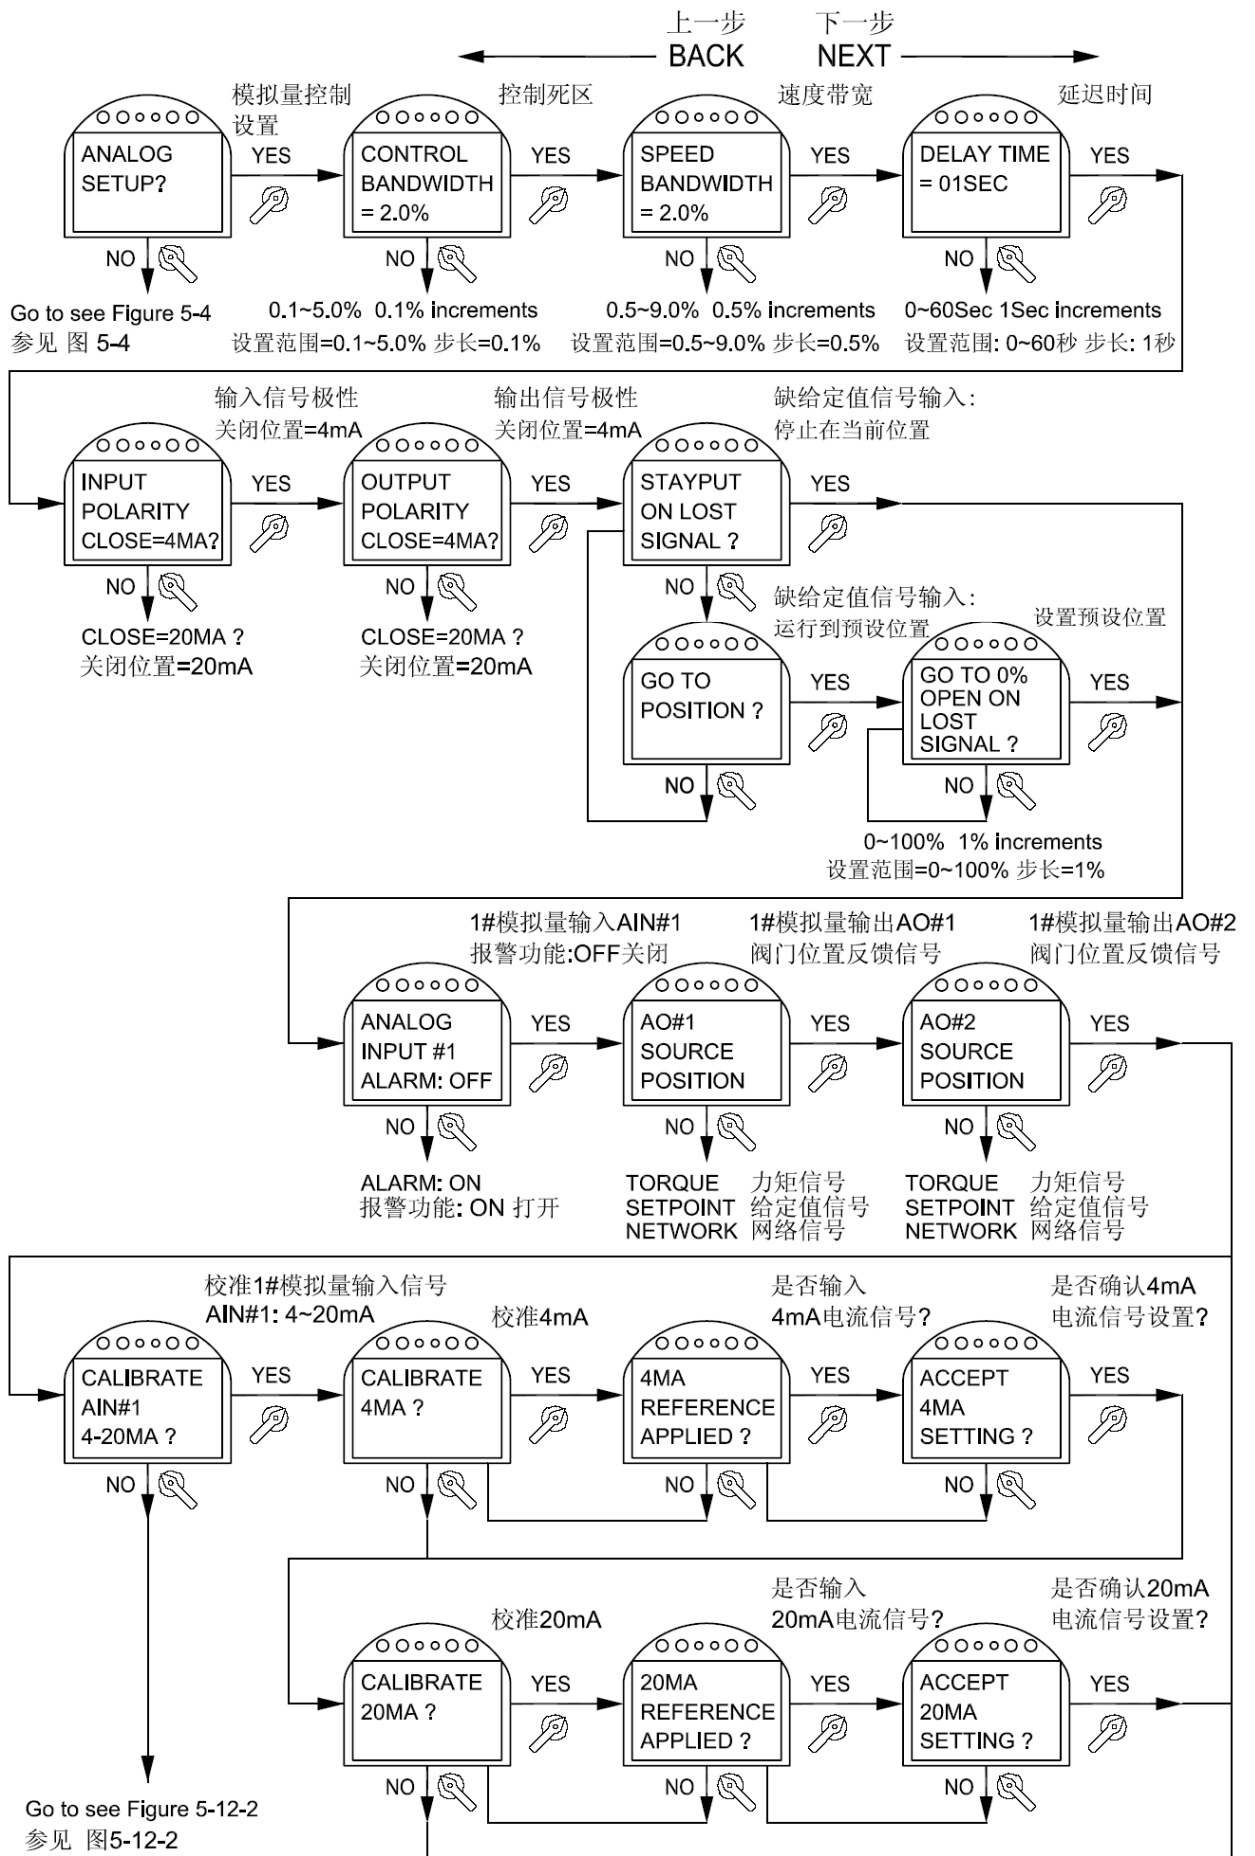 上一步 下一步
BACK NEXT
模拟量控制
设置
控制死区
速度带宽
延迟时间
ANALOG
SETUP?
YES
CONTROL
BANDWIDTH
= 2.0%
YES
SPEED
BANDWIDTH
= 2.0%
YES
DELAY TIME
= 01SEC
YES
NO
NO
NO
NO
Go to see Figure 5-4
参见 图 5-4
0.1~5.0% 0.1% increments
设置范围=0.1~5.0% 步长=0.1%
0.5~9.0% 0.5% increments
设置范围=0.5~9.0% 步长=0.5%
0~60Sec 1Sec increments
设置范围: 0~60秒 步长: 1秒
输入信号极性
关闭位置=4mA
输出信号极性
关闭位置=4mA
缺给定值信号输入:
停止在当前位置
INPUT
POLARITY
CLOSE=4MA?
YES
OUTPUT
POLARITY
CLOSE=4MA?
YES
STAYPUT
ON LOST
SIGNAL ?
YES
NO
NO
NO
CLOSE=20MA ?
关闭位置=20mA
CLOSE=20MA ?
关闭位置=20mA
缺给定值信号输入:
运行到预设位置
设置预设位置
GO TO
POSITION ?
YES
GO TO 0%
OPEN ON
LOST
SIGNAL ?
YES
NO
NO
0~100% 1% increments
设置范围=0~100% 步长=1%
1#模拟量输入AIN#1
报警功能:OFF关闭
1#模拟量输出AO#1
阀门位置反馈信号
1#模拟量输出AO#2
阀门位置反馈信号
ANALOG
INPUT #1
ALARM: OFF
YES
AO#1
SOURCE
POSITION
YES
AO#2
SOURCE
POSITION
YES
NO
NO
NO
ALARM: ON
报警功能: ON 打开
TORQUE 力矩信号
SETPOINT 给定值信号
NETWORK 网络信号
TORQUE 力矩信号
SETPOINT 给定值信号
NETWORK 网络信号
校准1#模拟量输入信号
AIN#1: 4~20mA
校准4mA
是否输入
4mA电流信号?
是否确认4mA
电流信号设置?
CALIBRATE
AIN#1
4-20MA ?
YES
CALIBRATE
4MA ?
YES
4MA
REFERENCE
APPLIED ?
YES
ACCEPT
4MA
SETTING ?
YES
NO
NO
NO
NO
校准20mA
是否输入
20mA电流信号?
是否确认20mA
电流信号设置?
CALIBRATE
20MA ?
YES
20MA
REFERENCE
APPLIED ?
YES
ACCEPT
20MA
SETTING ?
YES
NO
NO
NO
Go to see Figure 5-12-2
参见 图5-12-2